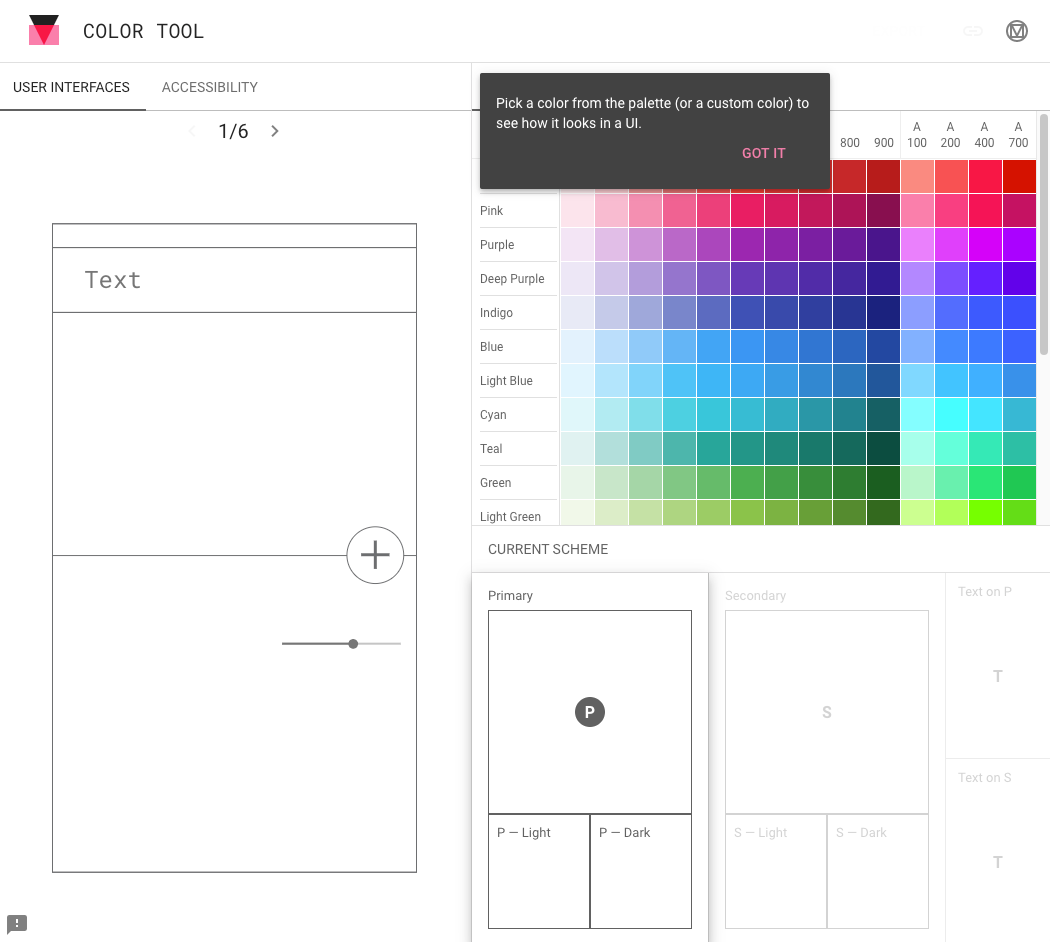 COLOR TOOL
USER INTERFACES
ACCESSIBILITY
1/6
Text
Pick a color from the palette (or a custom color) to
see how it looks in a UI.
GOT IT
800
900
A
100
A
200
A
400
A
700
Pink
Purple
Deep Purple
Indigo
Blue
Light Blue
Cyan
Teal
Green
Light Green
CURRENT SCHEME
Primary
P
P — Light
P — Dark
Secondary
S
S — Light
S — Dark
Text on P
T
Text on S
T